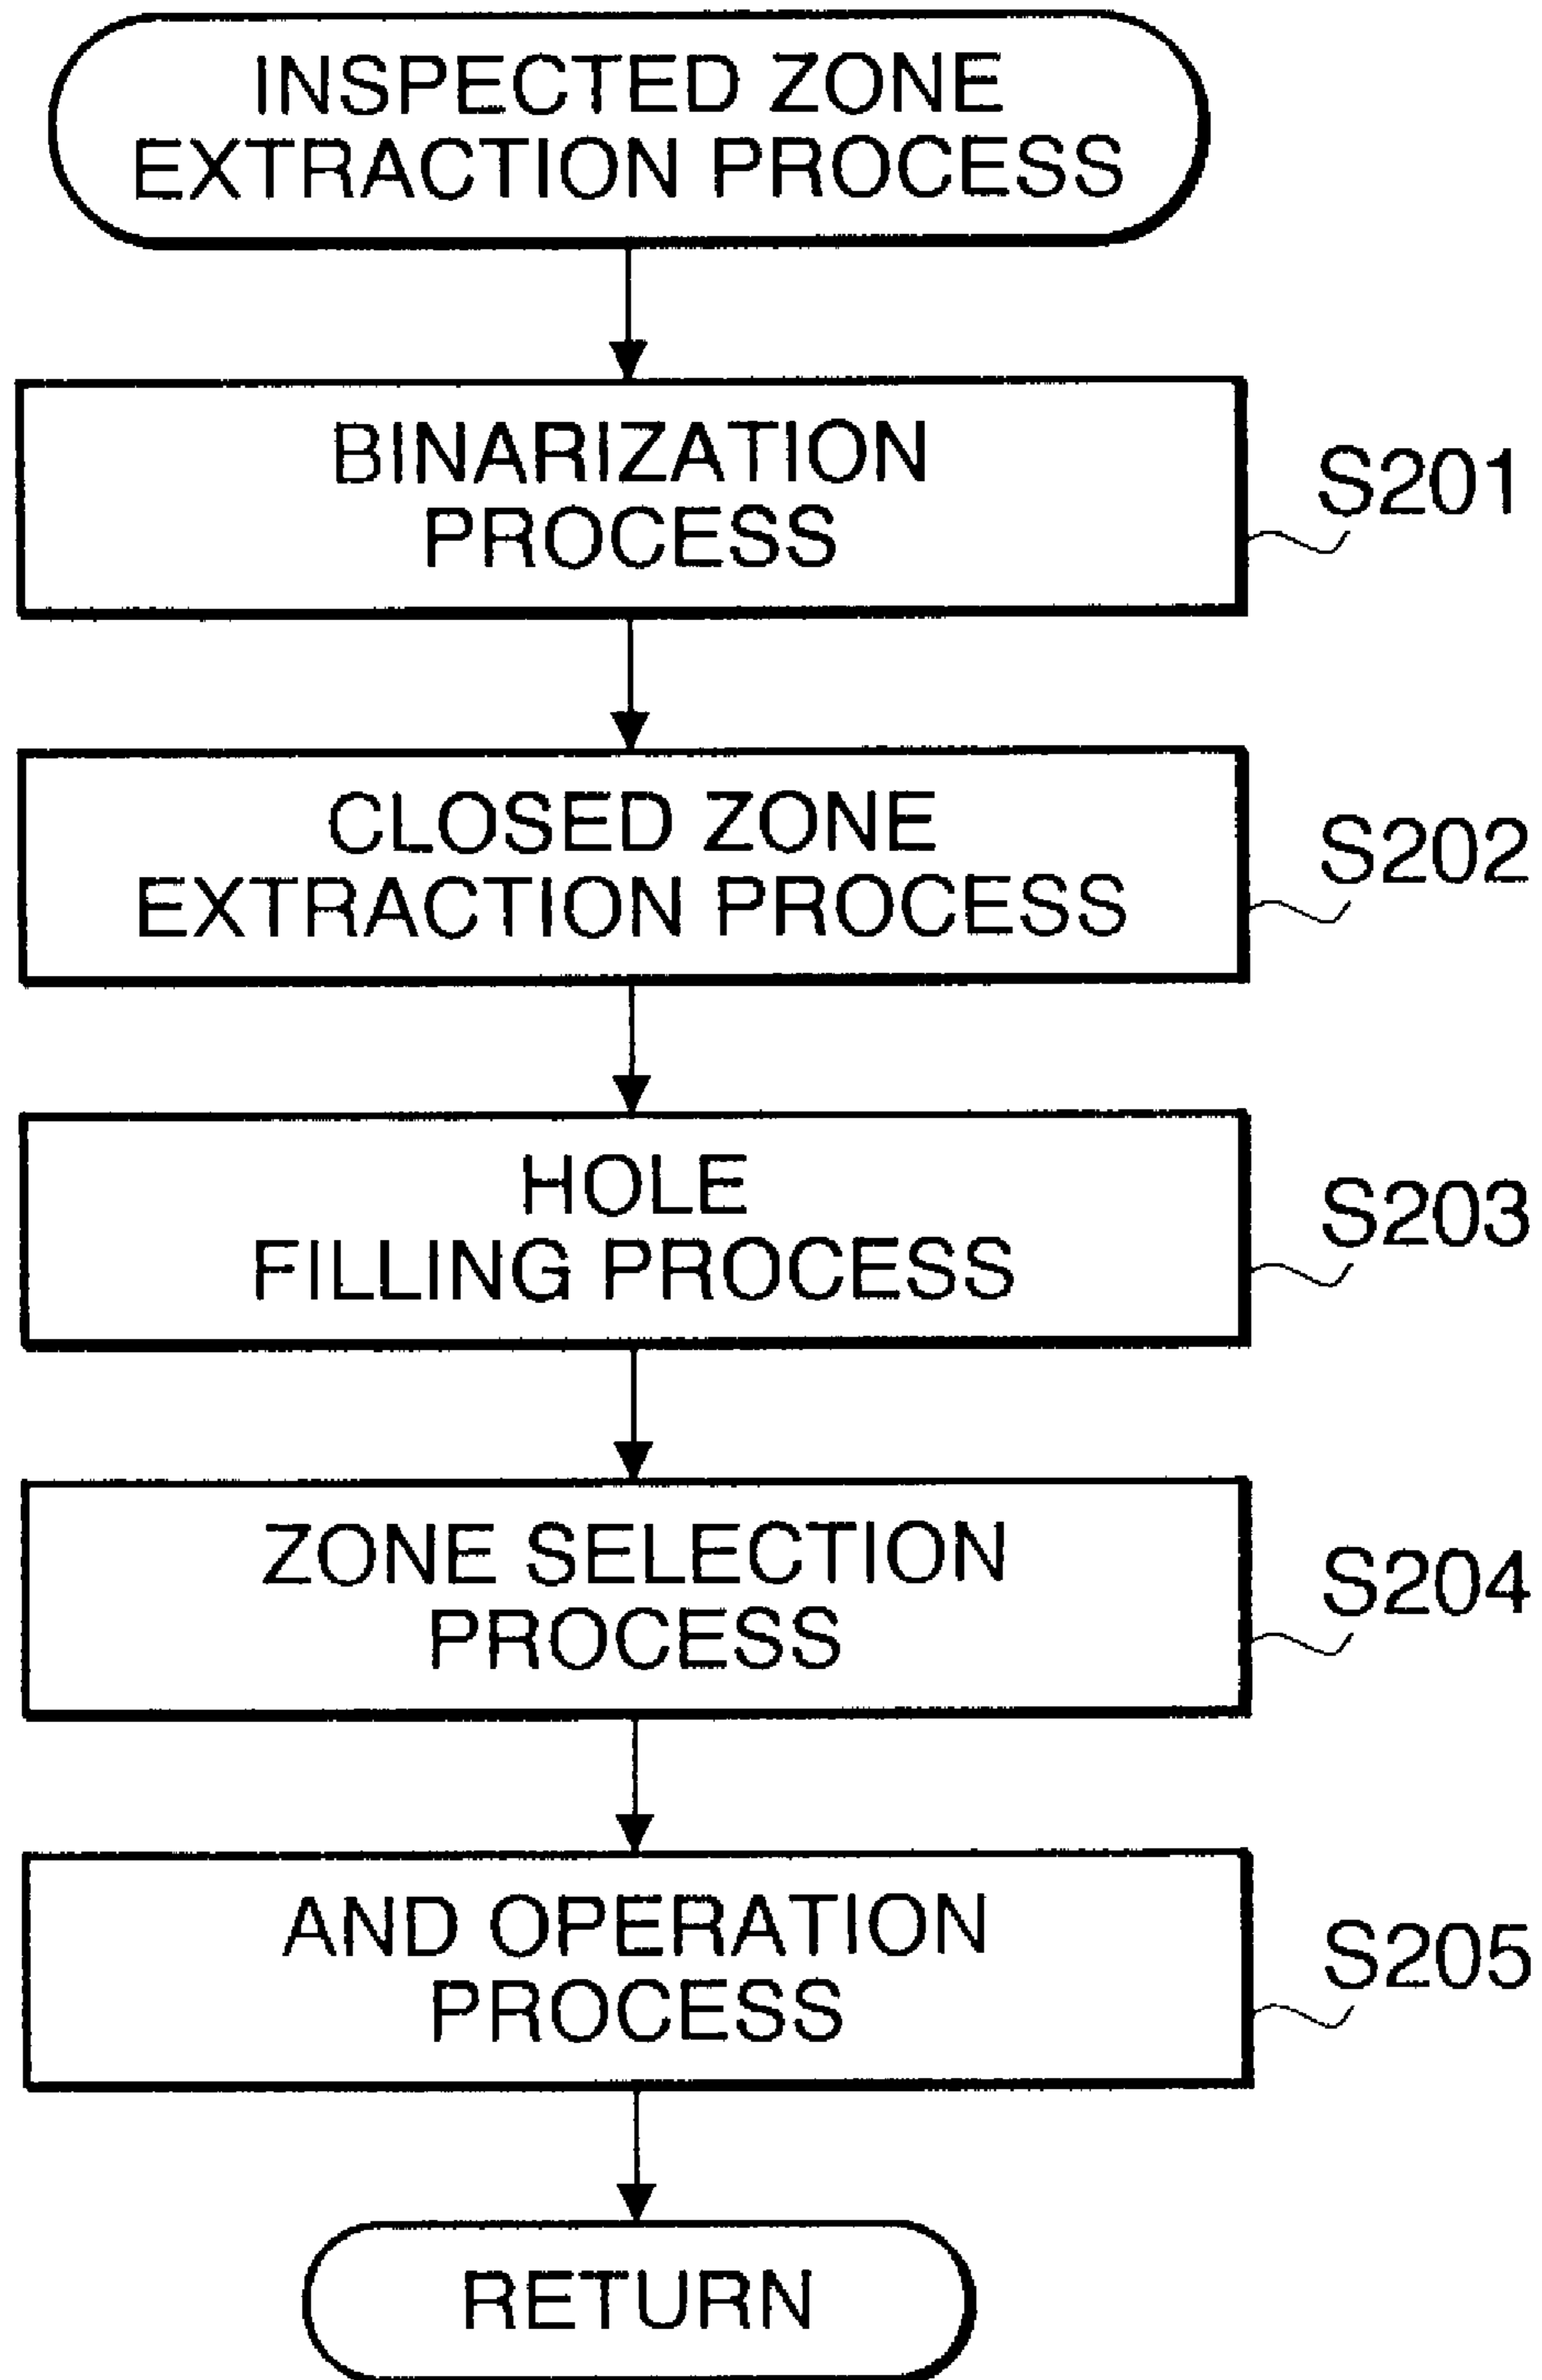 INSPECTED ZONE
EXTRACTION PROCESS
BINARIZATION
PROCESS
S201
CLOSED ZONE
EXTRACTION PROCESS
S202
HOLE
FILLING PROCESS
S203
ZONE SELECTION
PROCESS
S204
AND OPERATION
PROCESS
S205
RETURN